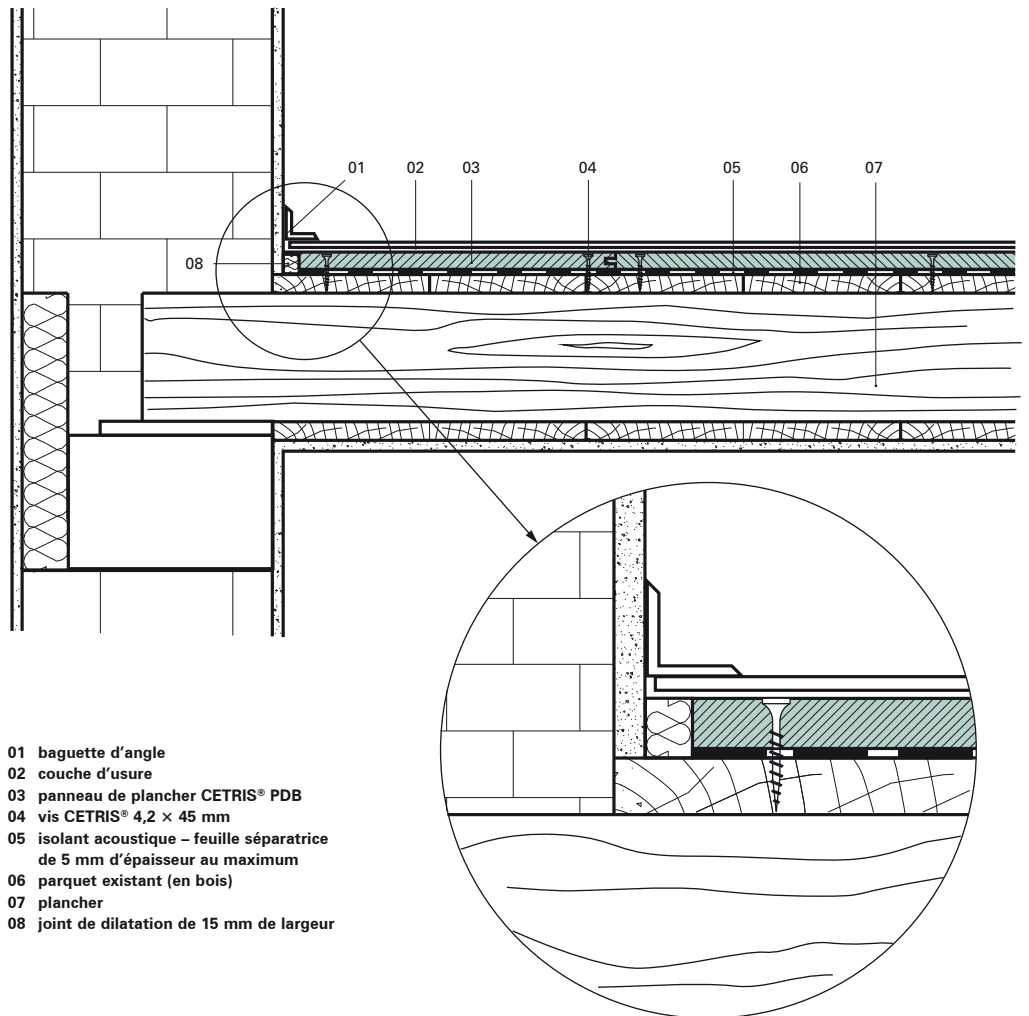 01 02 03 04 05 06 07
08
01 baguette d'angle
02 couche d'usure
03 panneau de plancher CETRIS® PDB
04 vis CETRIS® 4,2 × 45 mm
05 isolant acoustique – feuille séparatrice
de 5 mm d'épaisseur au maximum
06 parquet existant (en bois)
07 plancher
08 joint de dilatation de 15 mm de largeur